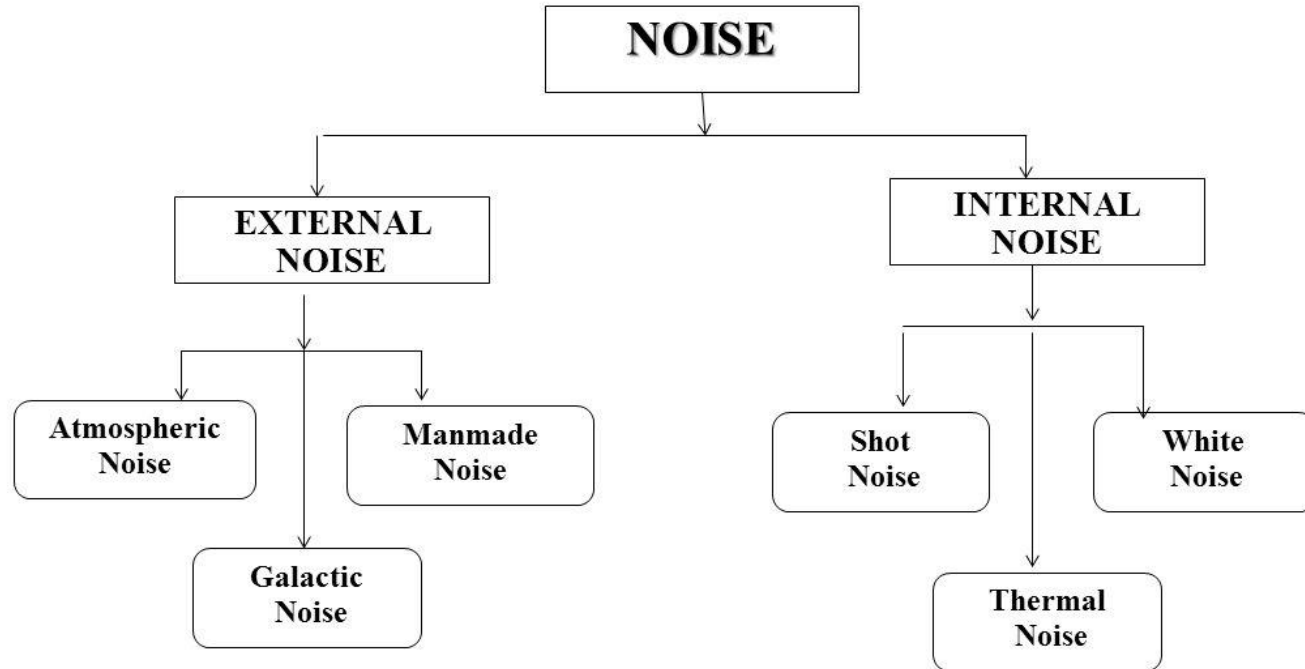 NOISE
EXTERNAL
NOISE
INTERNAL
NOISE
Atmospheric
Noise
Manmade
Noise
Galactic
Noise
Shot
Noise
White
Noise
Thermal
Noise